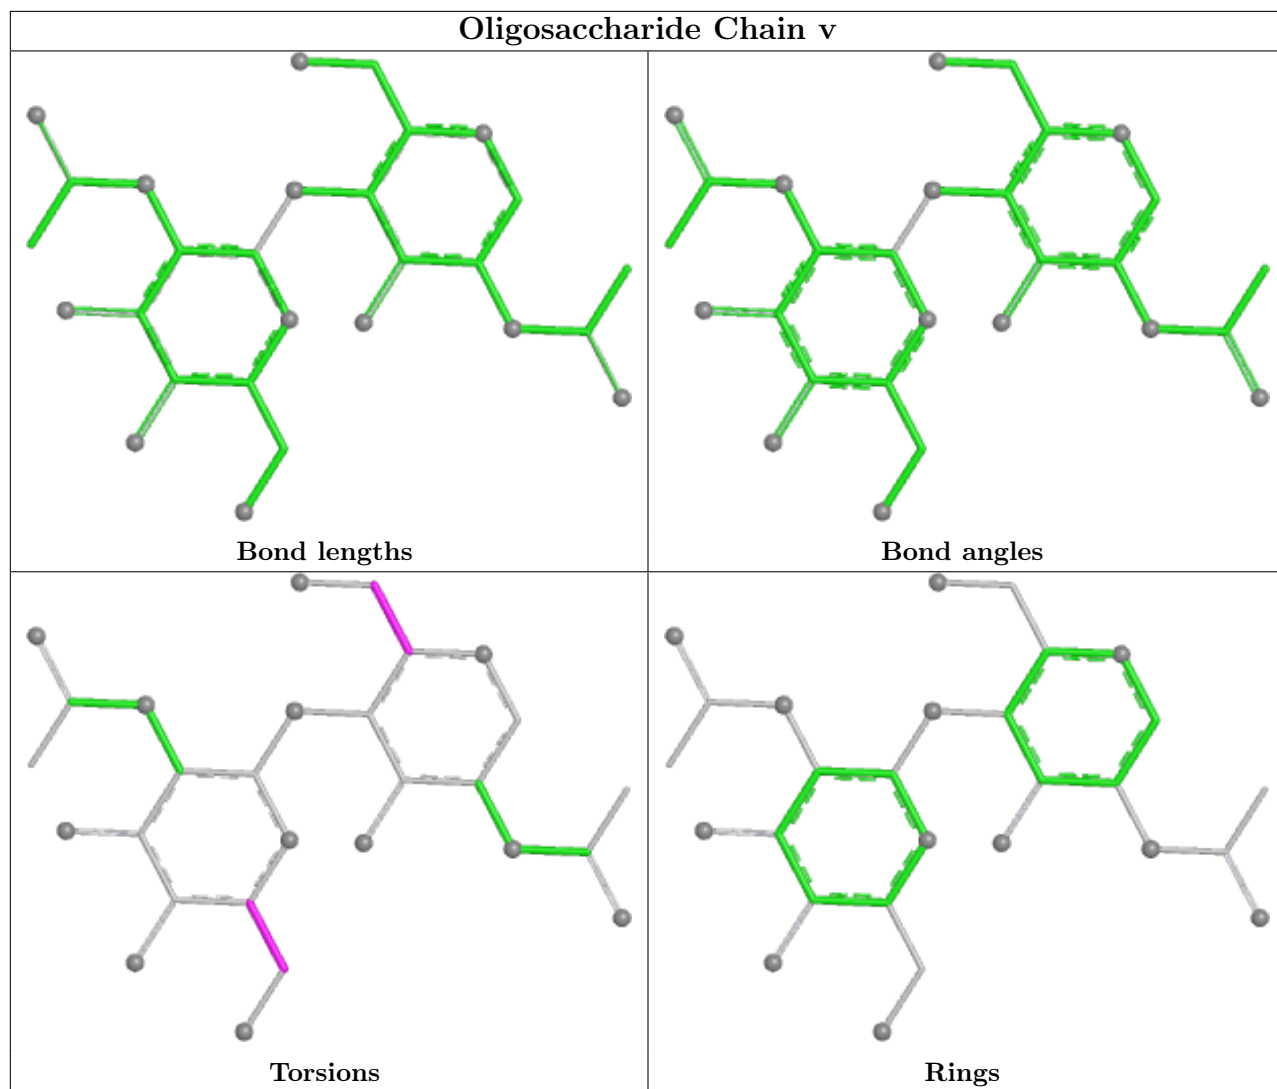 Oligosaccharide Chain v
Bond lengths
Bond angles
Torsions
Rings